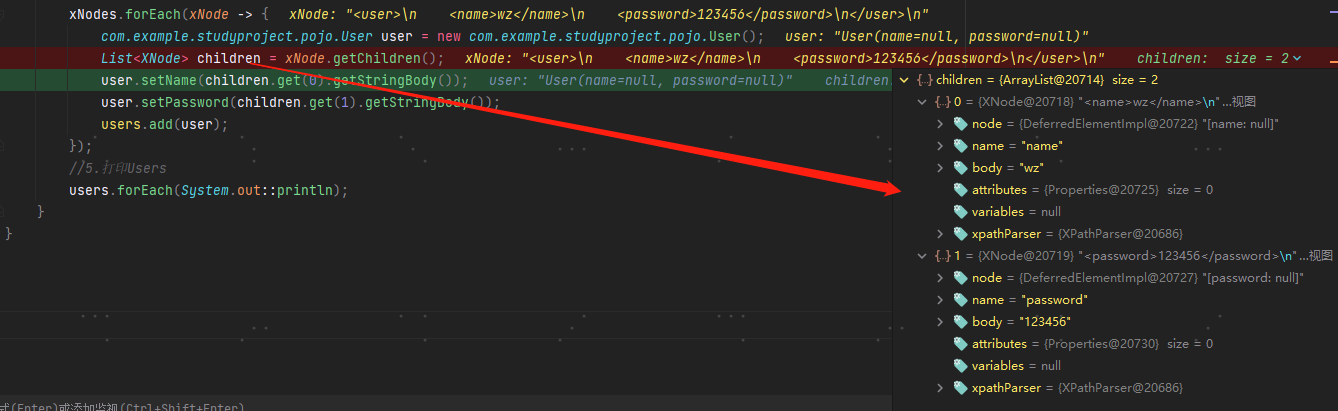 xNodes.forEach(xNode -> {   xNode: "<user>\n    <name>wz</name>\n    <password>123456</password>\n</user>\n"
com.example.studyproject.pojo.User user = new com.example.studyproject.pojo.User();   user: "User(name=null, password=null)"
List<XNode> children = xNode.getChildren();   xNode: "<user>\n    <name>wz</name>\n    <password>123456</password>\n</user>\n"   children:  size = 2
user.setName(children.get(0).getStringBody());   user: "User(name=null, password=null)"   children
user.setPassword(children.get(1).getStringBody());
users.add(user);
});
//5.打印Users
users.forEach(System.out::println);
}
}
children = {ArrayList@20714} size = 2
0 = {XNode@20718} "<name>wz</name>\n" ...视图
node = {DeferredElementImpl@20722} "[name: null]"
name = "name"
body = "wz"
attributes = {Properties@20725} size = 0
variables = null
xpathParser = {XPathParser@20686}
1 = {XNode@20719} "<password>123456</password>\n" ...视图
node = {DeferredElementImpl@20727} "[password: null]"
name = "password"
body = "123456"
attributes = {Properties@20730} size = 0
variables = null
xpathParser = {XPathParser@20686}
式(Enter)或添加监视(Ctrl+Shift+Enter)